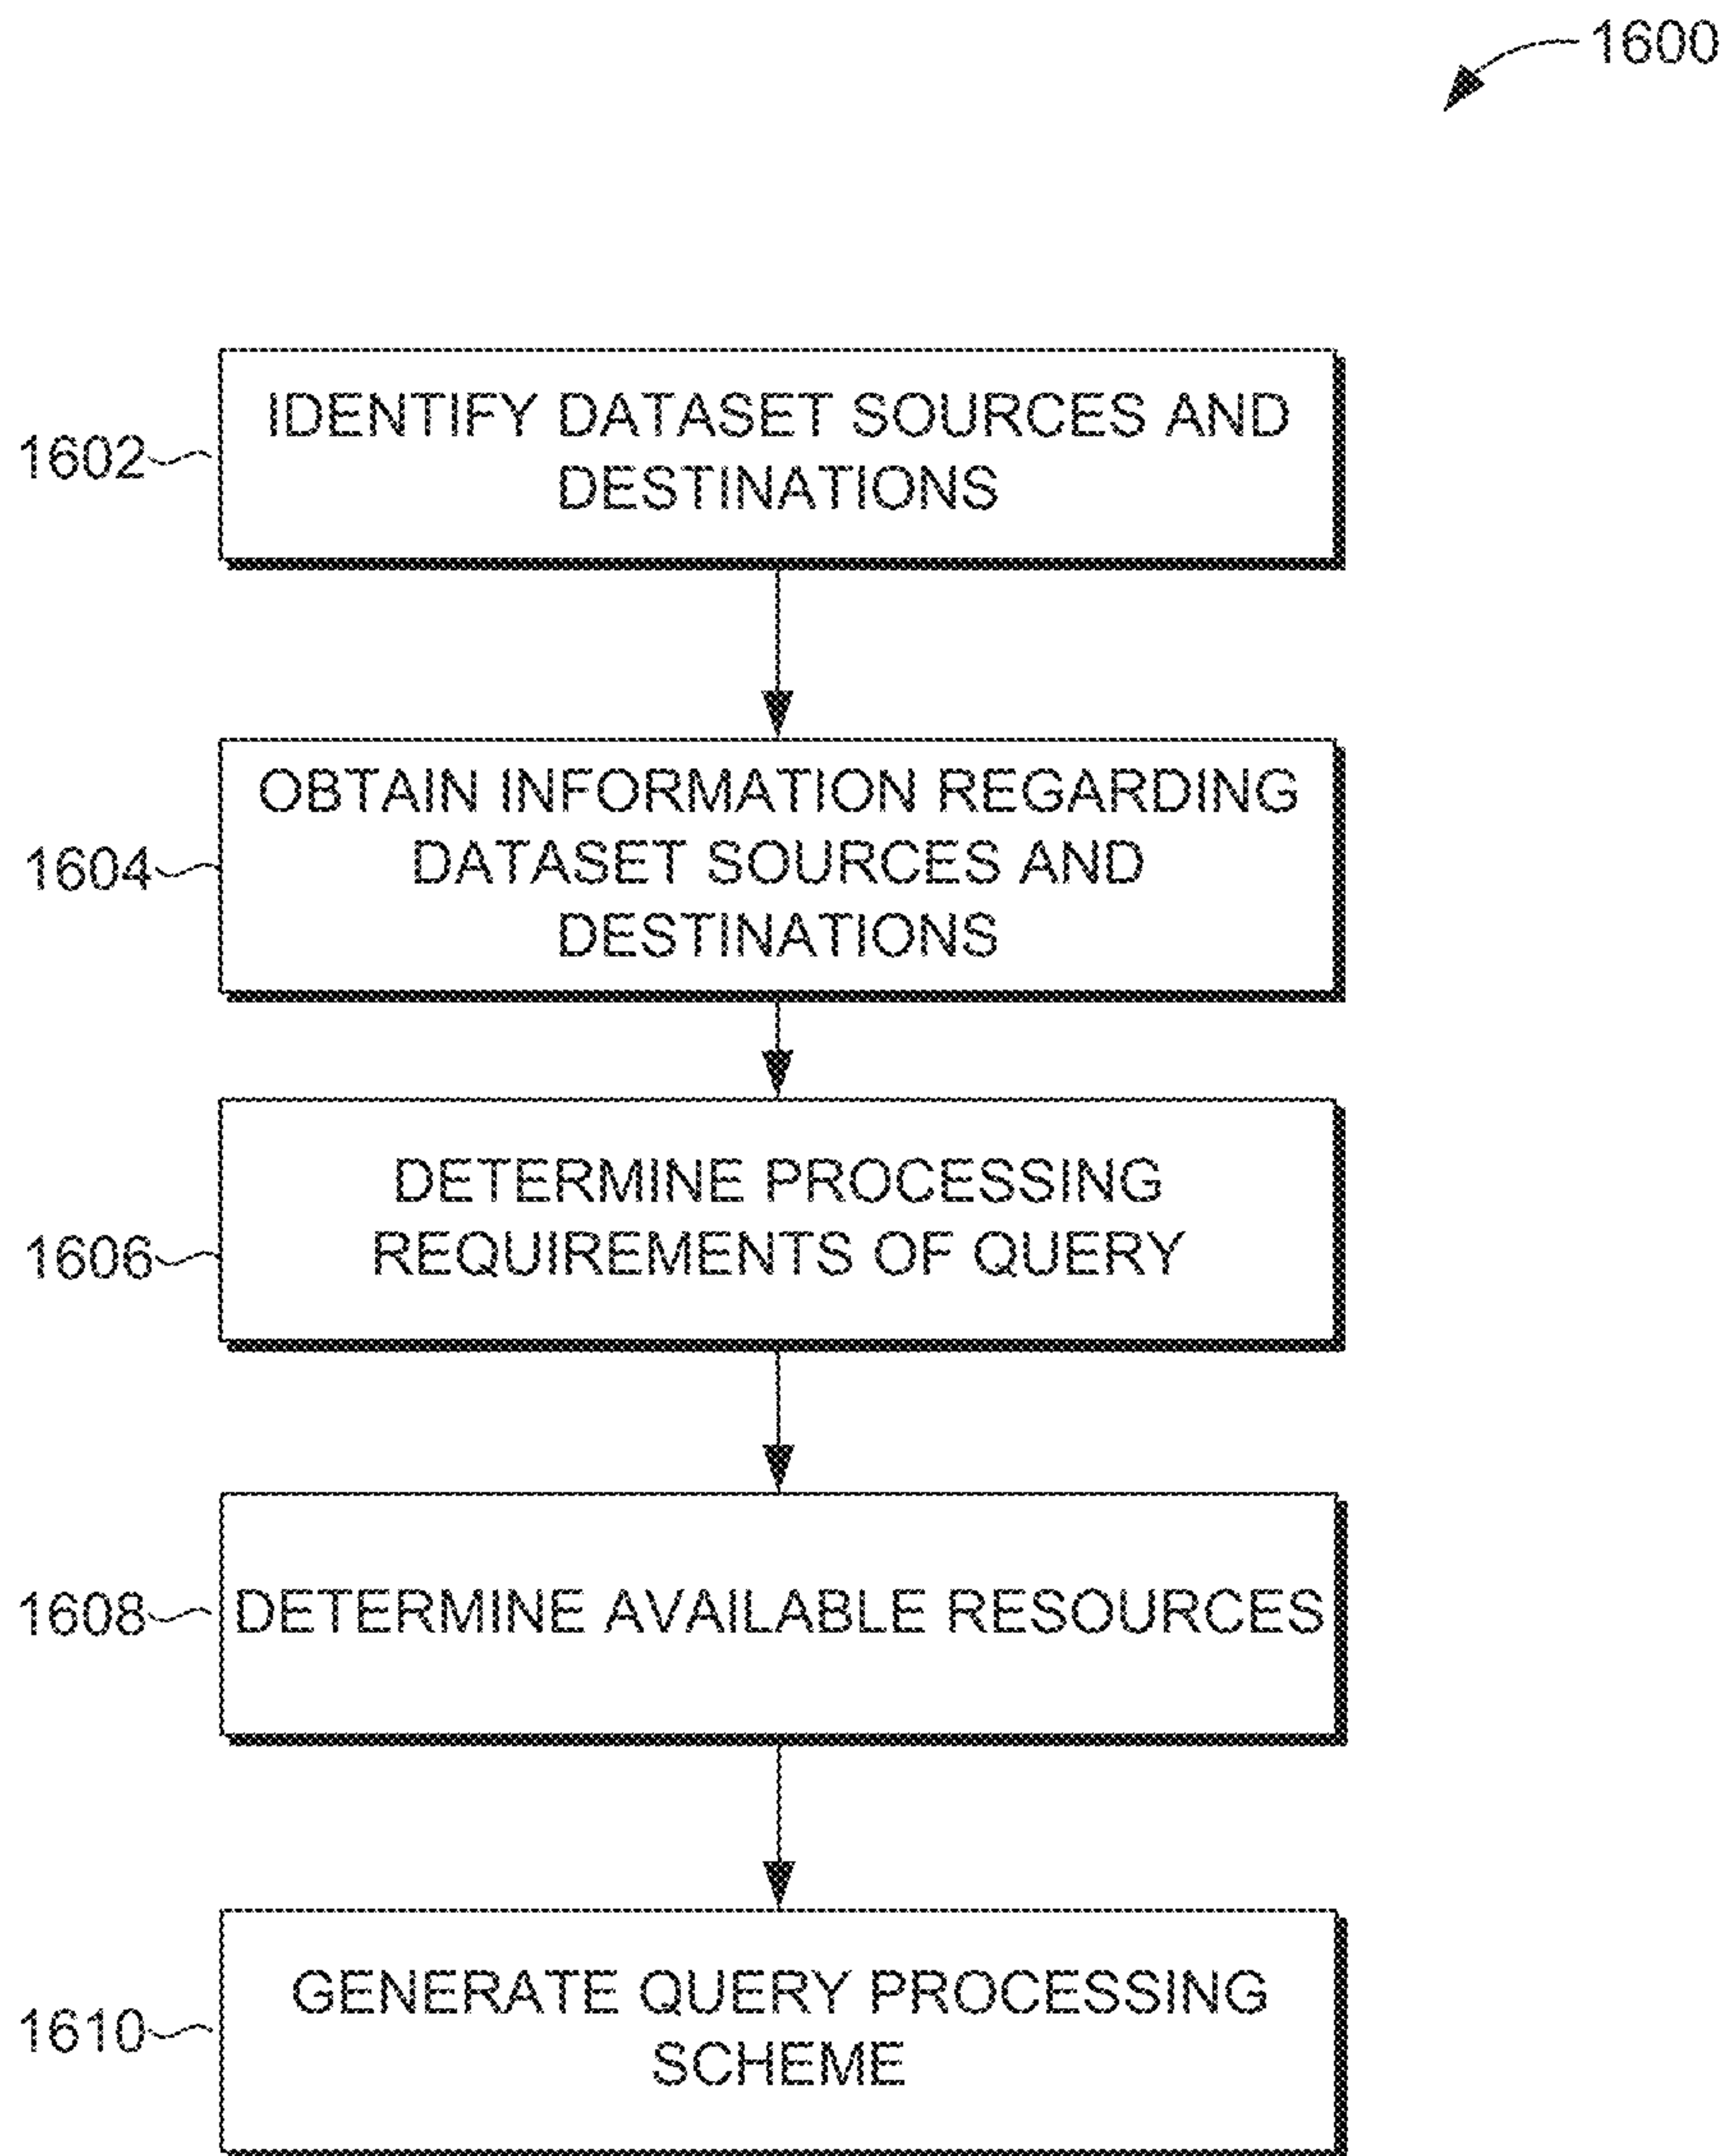 1600
IDENTIFY DATASET SOURCES AND
DESTINATIONS
1602
OBTAIN INFORMATION REGARDING
DATASET SOURCES AND
DESTINATIONS
1604
DETERMINE PROCESSING
REQUIREMENTS OF QUERY
1606
DETERMINE AVAILABLE RESOURCES
1608
GENERATE QUERY PROCESSING
SCHEME
1610